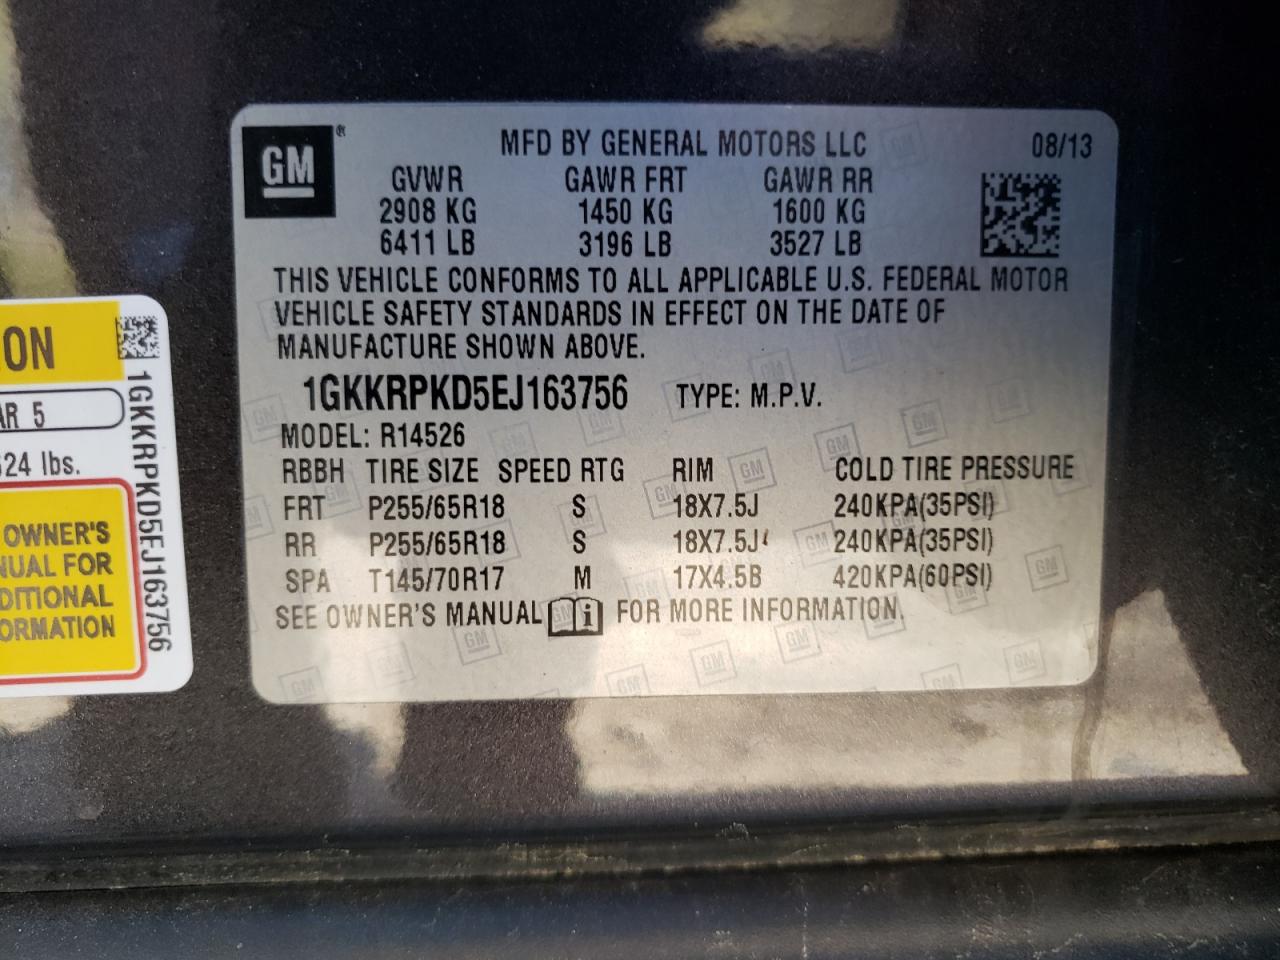 GM ®
MFD BY GENERAL MOTORS LLC 08/13
GVWR GAWR FRT GAWR RR
2908 KG 1450 KG 1600 KG
6411 LB 3196 LB 3527 LB
THIS VEHICLE CONFORMS TO ALL APPLICABLE U.S. FEDERAL MOTOR
VEHICLE SAFETY STANDARDS IN EFFECT ON THE DATE OF
MANUFACTURE SHOWN ABOVE.
1GKKRPKD5EJ163756 TYPE: M.P.V.
MODEL: R14526
RBBH TIRE SIZE SPEED RTG RIM COLD TIRE PRESSURE
FRT P255/65R18 S 18X7.5J 240KPA(35PSI)
RR P255/65R18 S 18X7.5J 240KPA(35PSI)
SPA T145/70R17 M 17X4.5B 420KPA(60PSI)
SEE OWNER'S MANUAL i FOR MORE INFORMATION.
ON
AR 5
24 lbs.
OWNER'S
NUAL FOR
DITIONAL
ORMATION
1GKKRPKD5EJ163756